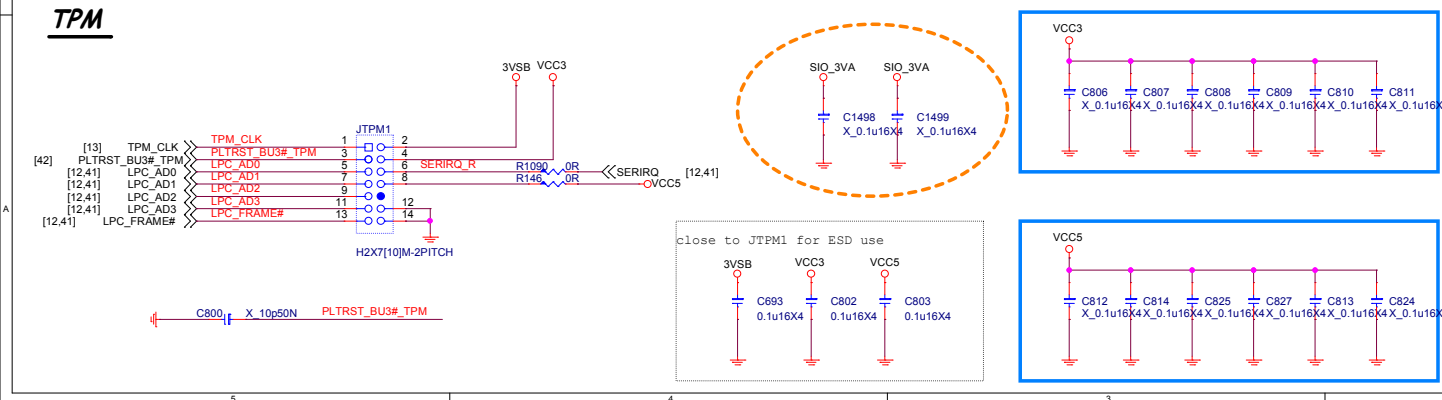 TPM
3VSB VCC3
JTPM1
[13] TPM_CLK TPM_CLK 1 2
[42] PLTRST_BU3#_TPM PLTRST_BU3#_TPM 3 4
[12,41] LPC_AD0 LPC_AD0 5 6 SERIRQ_R R1090 0R SERIRQ [12,41]
[12,41] LPC_AD1 LPC_AD1 7 8 R146 0R VCC5
[12,41] LPC_AD2 LPC_AD2 9
[12,41] LPC_AD3 LPC_AD3 11 12
[12,41] LPC_FRAME# LPC_FRAME# 13 14
H2X7[10]M-2PITCH
C800 X_10p50N PLTRST_BU3#_TPM
SIO_3VA SIO_3VA
C1498 C1499
X_0.1u16X4 X_0.1u16X4
close to JTPM1 for ESD use
3VSB VCC3 VCC5
C693 C802 C803
0.1u16X4 0.1u16X4 0.1u16X4
VCC3
C806 C807 C808 C809 C810 C811
X_0.1u16X4 X_0.1u16X4 X_0.1u16X4 X_0.1u16X4 X_0.1u16X4 X_0.1u16X
VCC5
C812 C814 C825 C827 C813 C824
X_0.1u16X4 X_0.1u16X4 X_0.1u16X4 X_0.1u16X4 X_0.1u16X4 X_0.1u16X
A
5 4 3